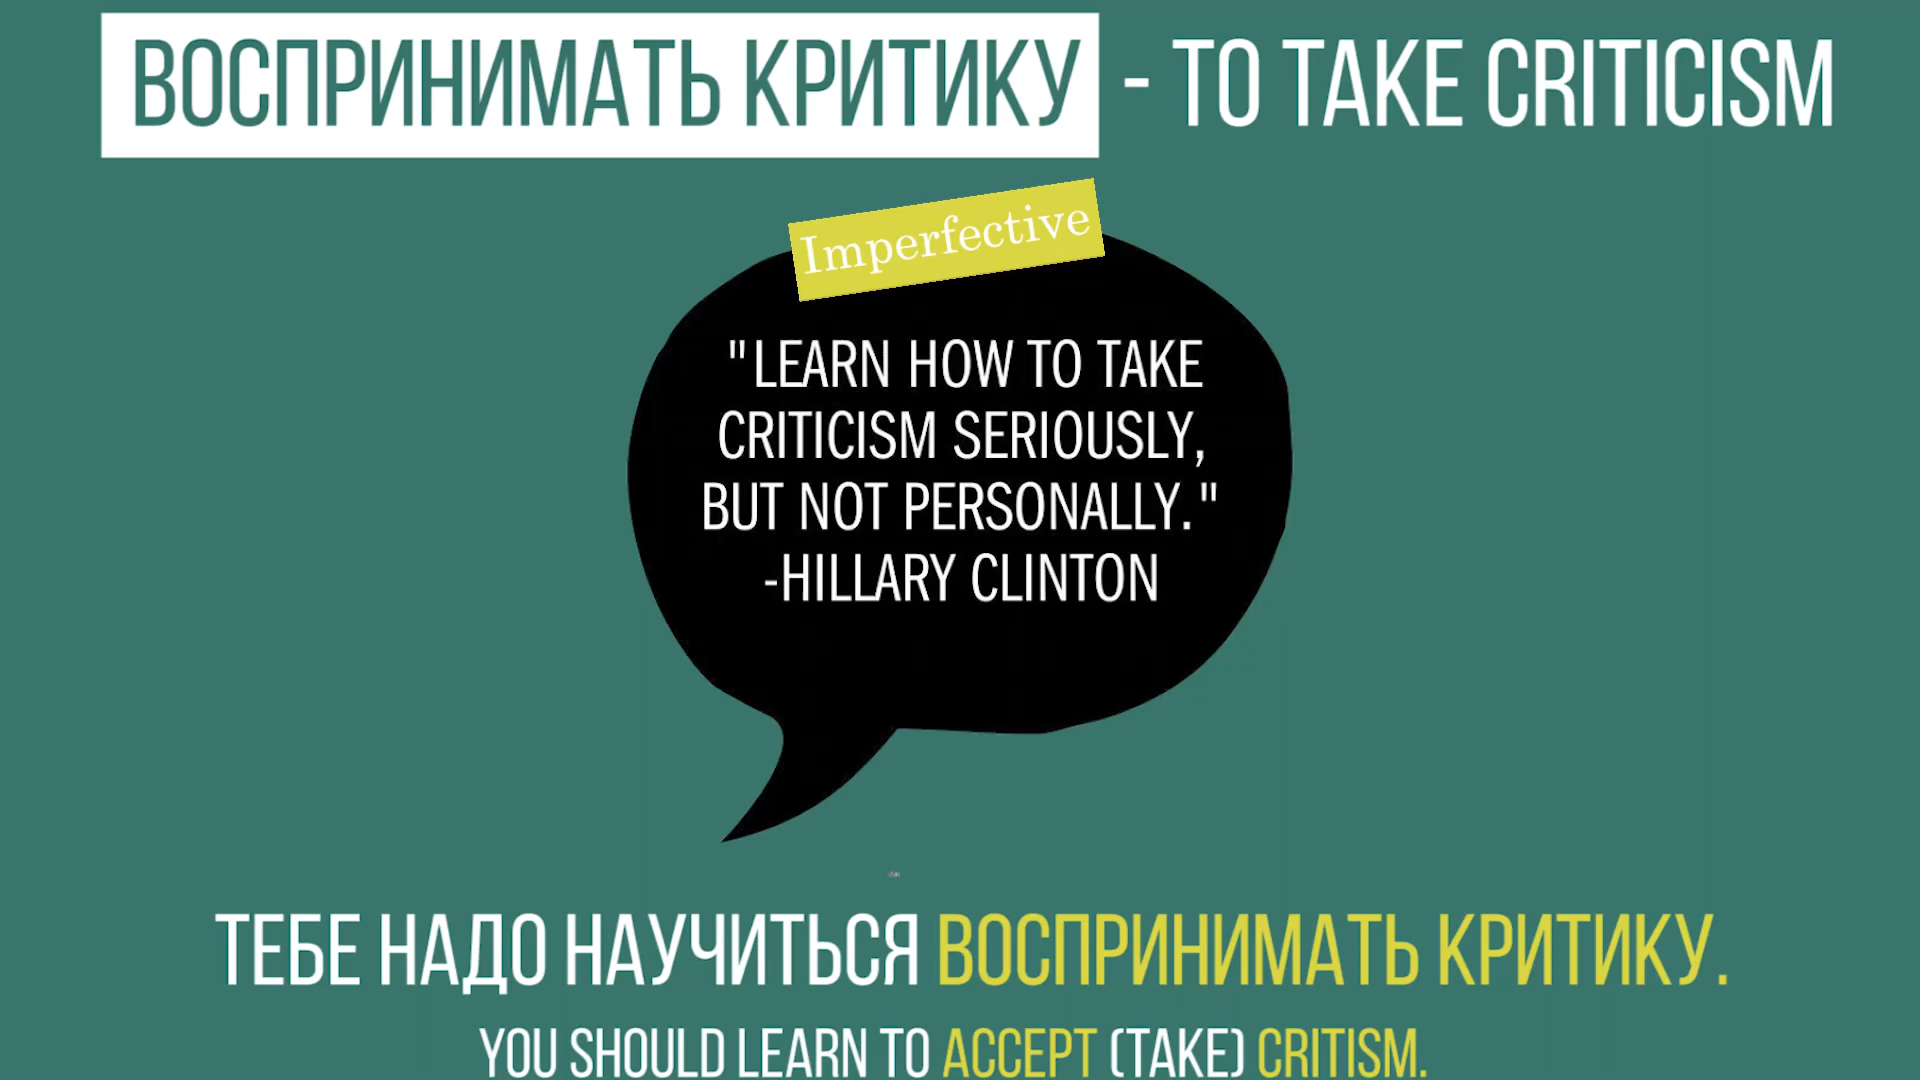 ВОСПРИНИМАТЬ КРИТИКУ - TO TAKE CRITICISM
Imperfective
"LEARN HOW TO TAKE
CRITICISM SERIOUSLY,
BUT NOT PERSONALLY."
-HILLARY CLINTON
ТЕБЕ НАДО НАУЧИТЬСЯ ВОСПРИНИМАТЬ КРИТИКУ.
YOU SHOULD LEARN TO ACCEPT (TAKE) CRITISM.